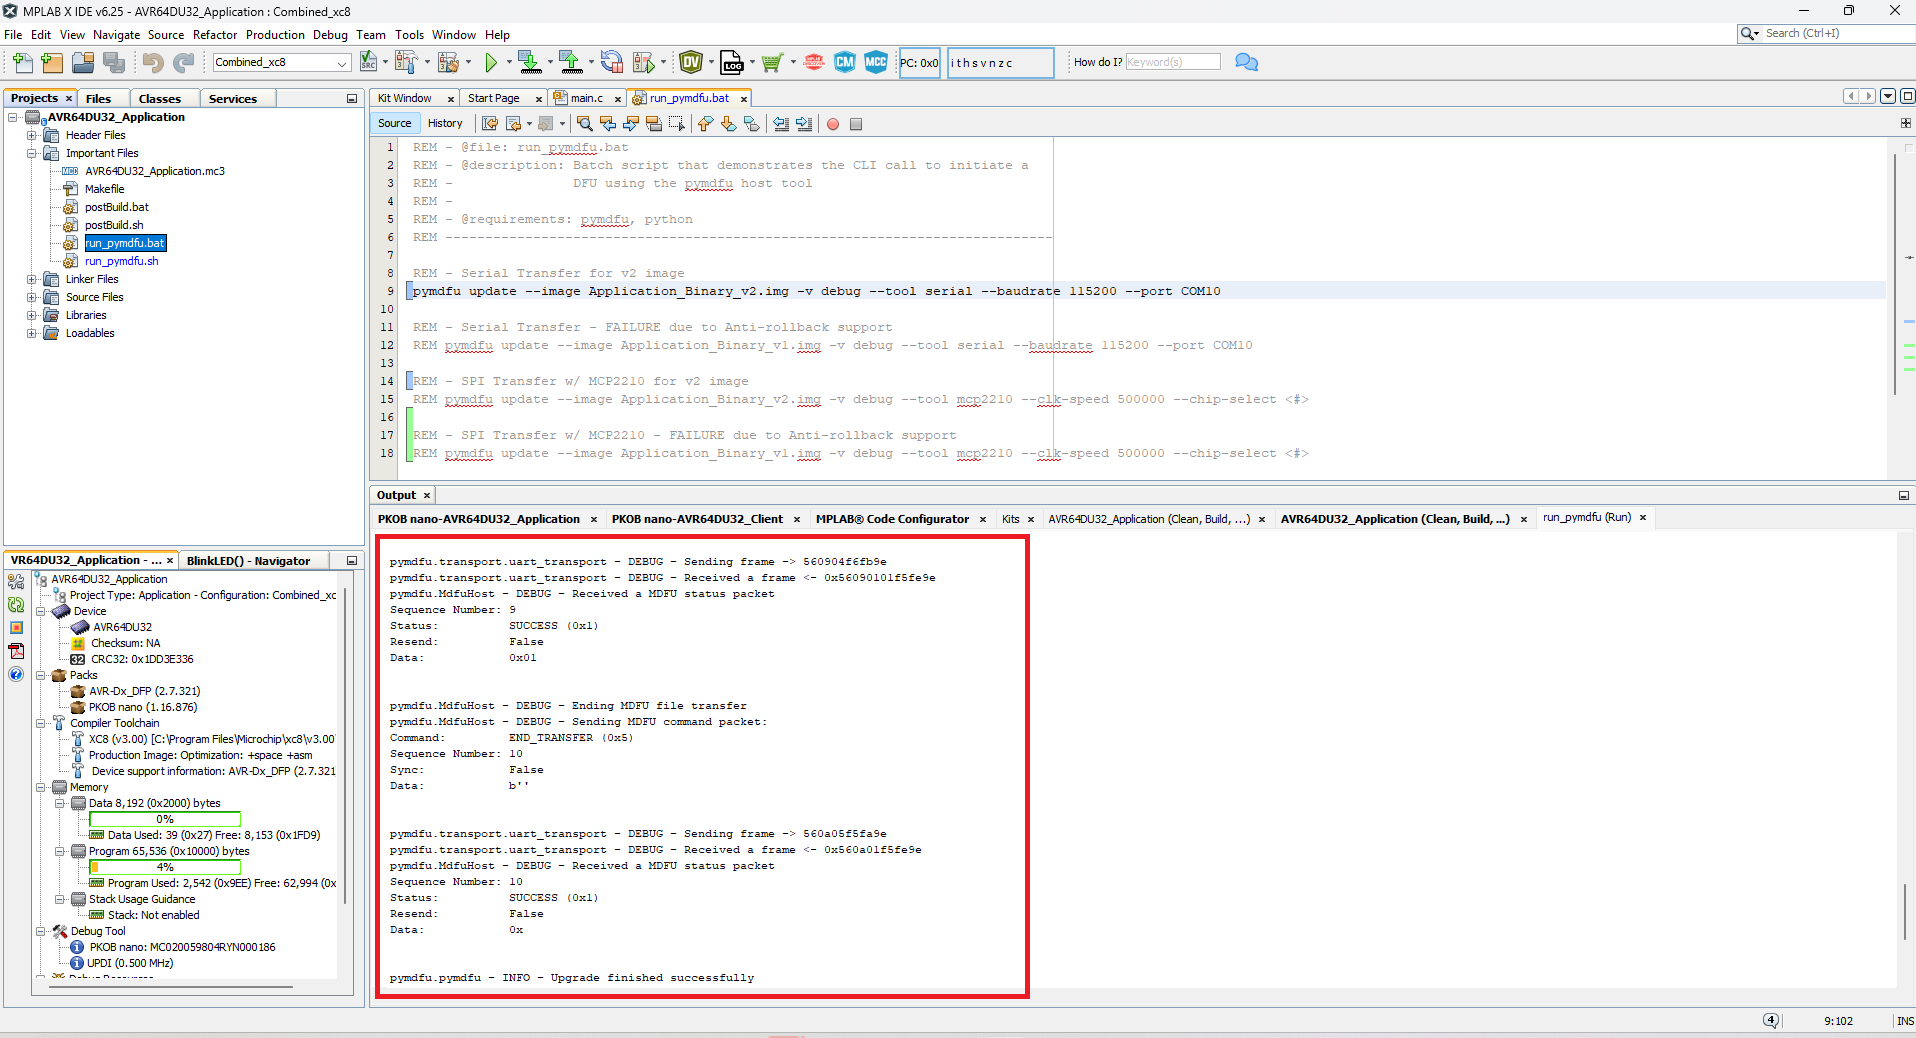 MPLAB X IDE v6.25 - AVR64DU32_Application : Combined_xc8
File Edit View Navigate Source Refactor Production Debug Team Tools Window Help
Search (Ctrl+I)
Combined_xc8
SRC
LOG
CM
MCC
PC: 0x0
i t h s v n z c
How do I? Keyword(s)
Projects Files Classes Services
AVR64DU32_Application
Header Files
Important Files
AVR64DU32_Application.mc3
Makefile
postBuild.bat
postBuild.sh
run_pymdfu.bat
run_pymdfu.sh
Linker Files
Source Files
Libraries
Loadables
Kit Window Start Page main.c run_pymdfu.bat
Source History
1 REM - @file: run_pymdfu.bat
2 REM - @description: Batch script that demonstrates the CLI call to initiate a
3 REM - DFU using the pymdfu host tool
4 REM -
5 REM - @requirements: pymdfu, python
6 REM ----------------------------------------------------------------------------
7
8 REM - Serial Transfer for v2 image
9 pymdfu update --image Application_Binary_v2.img -v debug --tool serial --baudrate 115200 --port COM10
10
11 REM - Serial Transfer - FAILURE due to Anti-rollback support
12 REM pymdfu update --image Application_Binary_v1.img -v debug --tool serial --baudrate 115200 --port COM10
13
14 REM - SPI Transfer w/ MCP2210 for v2 image
15 REM pymdfu update --image Application_Binary_v2.img -v debug --tool mcp2210 --clk-speed 500000 --chip-select <#>
16
17 REM - SPI Transfer w/ MCP2210 - FAILURE due to Anti-rollback support
18 REM pymdfu update --image Application_Binary_v1.img -v debug --tool mcp2210 --clk-speed 500000 --chip-select <#>
Output
PKOB nano-AVR64DU32_Application PKOB nano-AVR64DU32_Client MPLAB® Code Configurator Kits AVR64DU32_Application (Clean, Build, ...) AVR64DU32_Application (Clean, Build, ...) run_pymdfu (Run)
pymdfu.transport.uart_transport - DEBUG - Sending frame -> 560904f6fb9e
pymdfu.transport.uart_transport - DEBUG - Received a frame <- 0x56090101f5fe9e
pymdfu.MdfuHost - DEBUG - Received a MDFU status packet
Sequence Number: 9
Status: SUCCESS (0x1)
Resend: False
Data: 0x01
pymdfu.MdfuHost - DEBUG - Ending MDFU file transfer
pymdfu.MdfuHost - DEBUG - Sending MDFU command packet:
Command: END_TRANSFER (0x5)
Sequence Number: 10
Sync: False
Data: b''
pymdfu.transport.uart_transport - DEBUG - Sending frame -> 560a05f5fa9e
pymdfu.transport.uart_transport - DEBUG - Received a frame <- 0x560a01f5fe9e
pymdfu.MdfuHost - DEBUG - Received a MDFU status packet
Sequence Number: 10
Status: SUCCESS (0x1)
Resend: False
Data: 0x
pymdfu.pymdfu - INFO - Upgrade finished successfully
VR64DU32_Application - ... BlinkLED() - Navigator
AVR64DU32_Application
Project Type: Application - Configuration: Combined_xc
Device
AVR64DU32
Checksum: NA
32 CRC32: 0x1DD3E336
Packs
AVR-Dx_DFP (2.7.321)
PKOB nano (1.16.876)
Compiler Toolchain
XC8 (v3.00) [C:\Program Files\Microchip\xc8\v3.00
Production Image: Optimization: +space +asm
Device support information: AVR-Dx_DFP (2.7.321
Memory
Data 8,192 (0x2000) bytes
0%
Data Used: 39 (0x27) Free: 8,153 (0x1FD9)
Program 65,536 (0x10000) bytes
4%
Program Used: 2,542 (0x9EE) Free: 62,994 (0x
Stack Usage Guidance
Stack: Not enabled
Debug Tool
PKOB nano: MC020059804RYN000186
UPDI (0.500 MHz)
4
9:102
INS